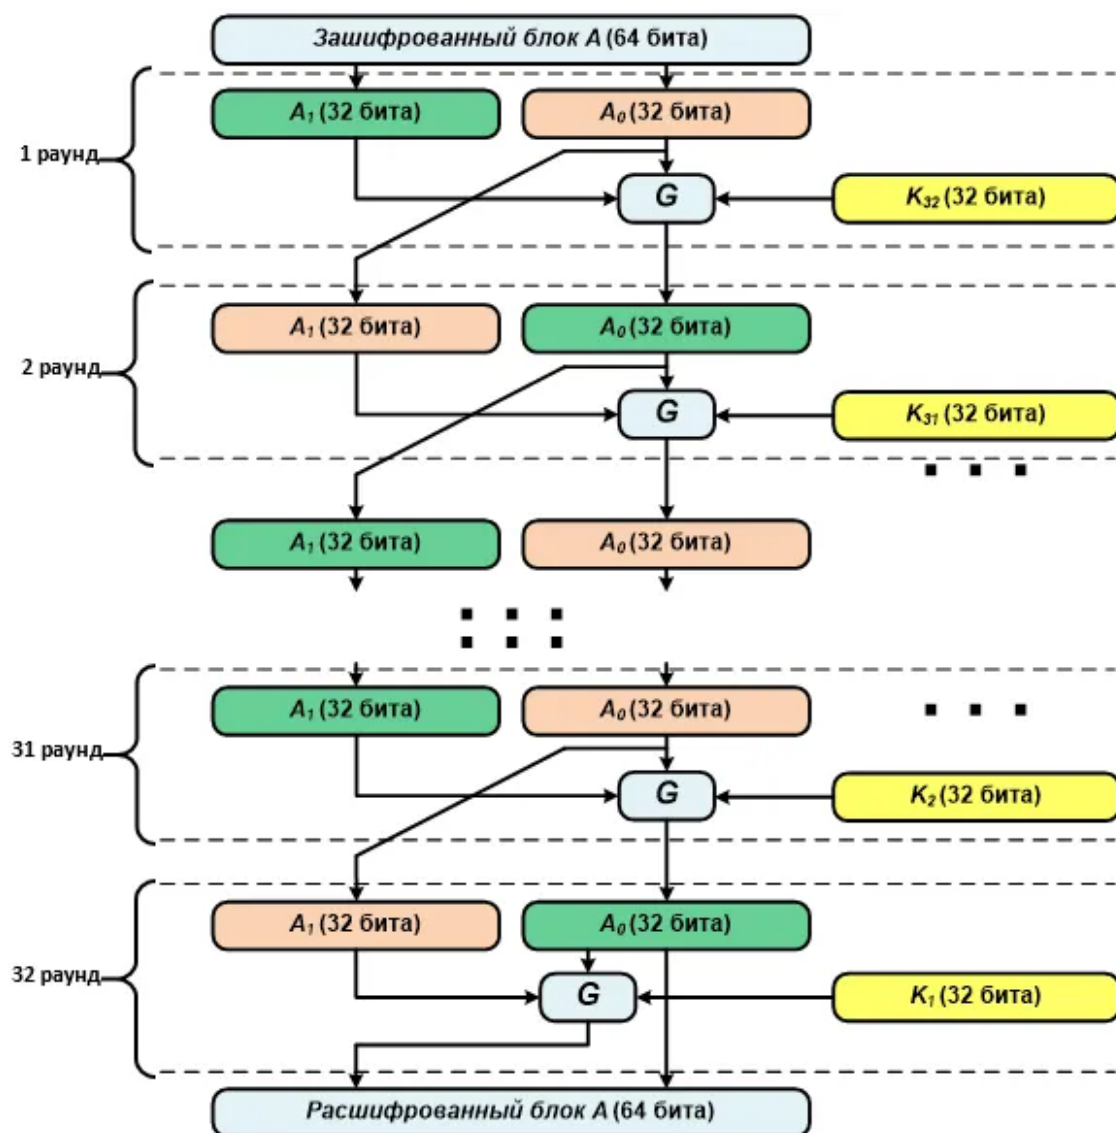 Зашифрованный блок A (64 бита)
A₁ (32 бита) A₀ (32 бита)
1 раунд
G K₃₂ (32 бита)
A₁ (32 бита) A₀ (32 бита)
2 раунд
G K₃₁ (32 бита)
A₁ (32 бита) A₀ (32 бита)
A₁ (32 бита) A₀ (32 бита)
31 раунд
G K₂ (32 бита)
A₁ (32 бита) A₀ (32 бита)
32 раунд
G K₁ (32 бита)
Расшифрованный блок A (64 бита)